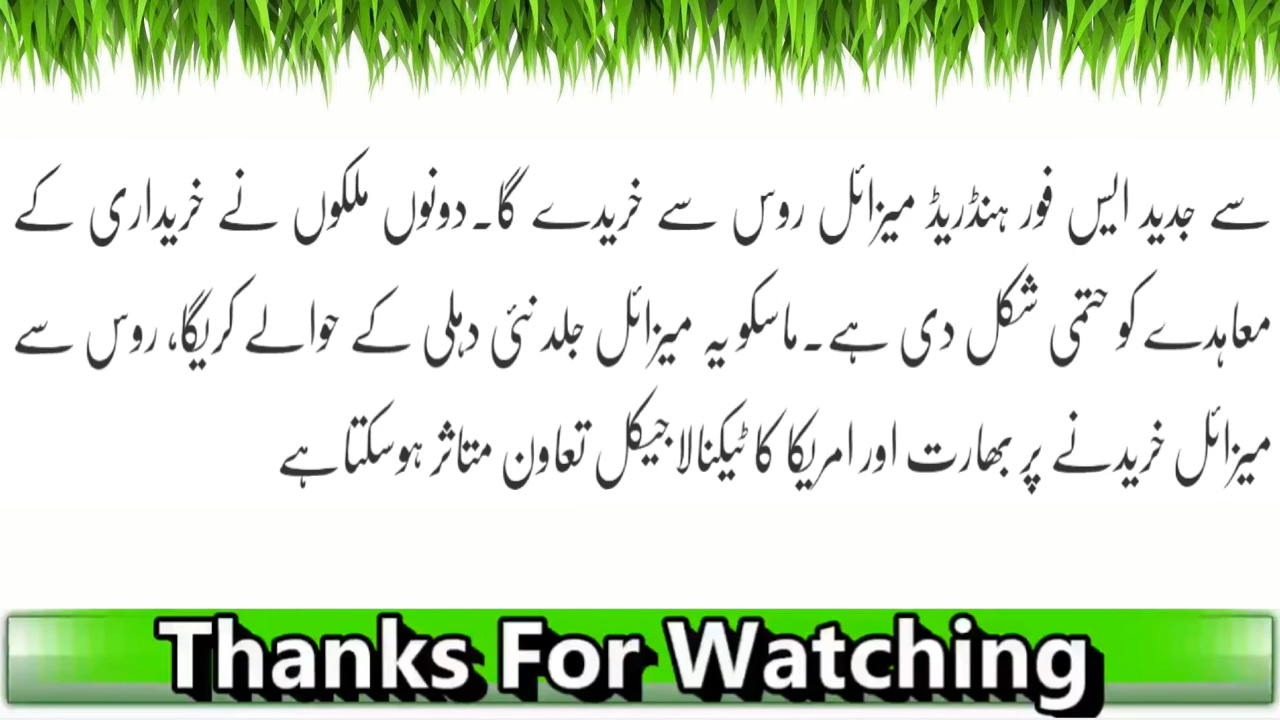 سے جدید ایس فور ہنڈریڈ میزائل روس سے خریدے گا۔دونوں ملکوں نے خریداری کے
معاہدے کو حتمی شکل دی ہے۔ماسکو یہ میزائل جلد نئی دہلی کے حوالے کریگا، روس سے
میزائل خریدنے پر بھارت اور امریکا کا ٹیکنالاجیکل تعاون متاثر ہوسکتا ہے
Thanks For Watching